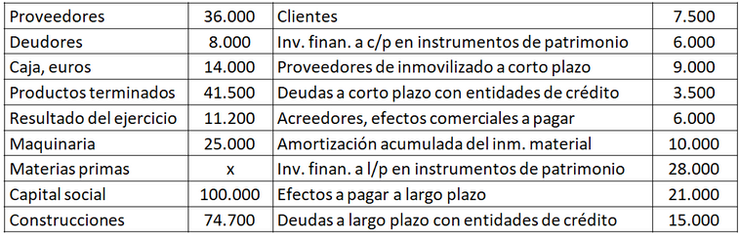 Proveedores 36.000 Clientes 7.500
Deudores 8.000 Inv. finan. a c/p en instrumentos de patrimonio 6.000
Caja, euros 14.000 Proveedores de inmovilizado a corto plazo 9.000
Productos terminados 41.500 Deudas a corto plazo con entidades de crédito 3.500
Resultado del ejercicio 11.200 Acreedores, efectos comerciales a pagar 6.000
Maquinaria 25.000 Amortización acumulada del inm. material 10.000
Materias primas x Inv. finan. a l/p en instrumentos de patrimonio 28.000
Capital social 100.000 Efectos a pagar a largo plazo 21.000
Construcciones 74.700 Deudas a largo plazo con entidades de crédito 15.000